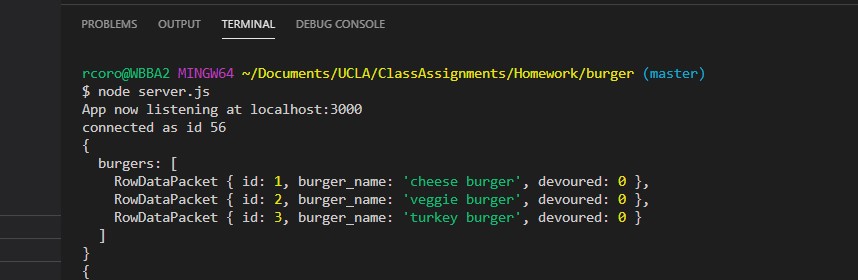 PROBLEMS OUTPUT TERMINAL DEBUG CONSOLE
rcoro@WBBA2 MINGW64 ~/Documents/UCLA/ClassAssignments/Homework/burger (master)
$ node server.js
App now listening at localhost:3000
connected as id 56
{
  burgers: [
    RowDataPacket { id: 1, burger_name: 'cheese burger', devoured: 0 },
    RowDataPacket { id: 2, burger_name: 'veggie burger', devoured: 0 },
    RowDataPacket { id: 3, burger_name: 'turkey burger', devoured: 0 }
  ]
}
{